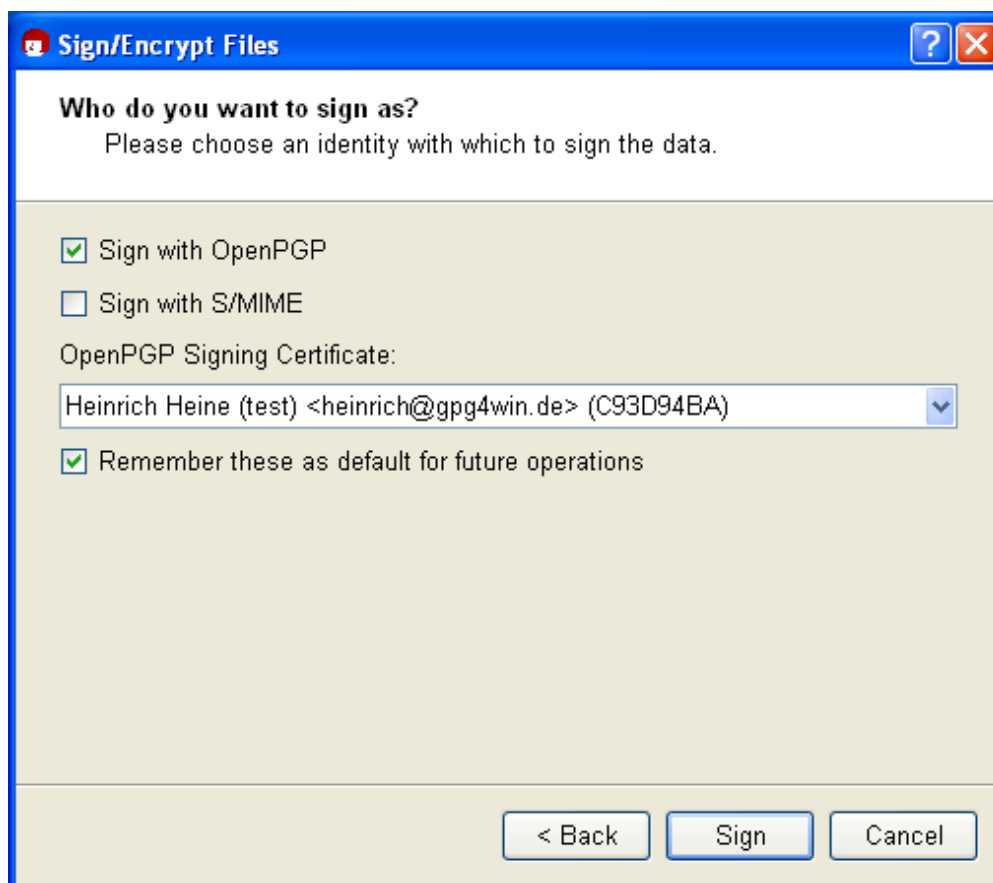 Sign/Encrypt Files
Who do you want to sign as?
Please choose an identity with which to sign the data.
Sign with OpenPGP
Sign with S/MIME
OpenPGP Signing Certificate:
Heinrich Heine (test) <heinrich@gpg4win.de> (C93D94BA)
Remember these as default for future operations
< Back Sign Cancel